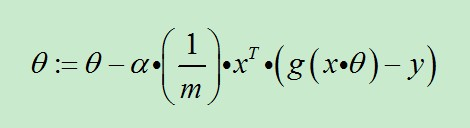 θ := θ − α•(1/m)•x^T•(g(x•θ) − y)